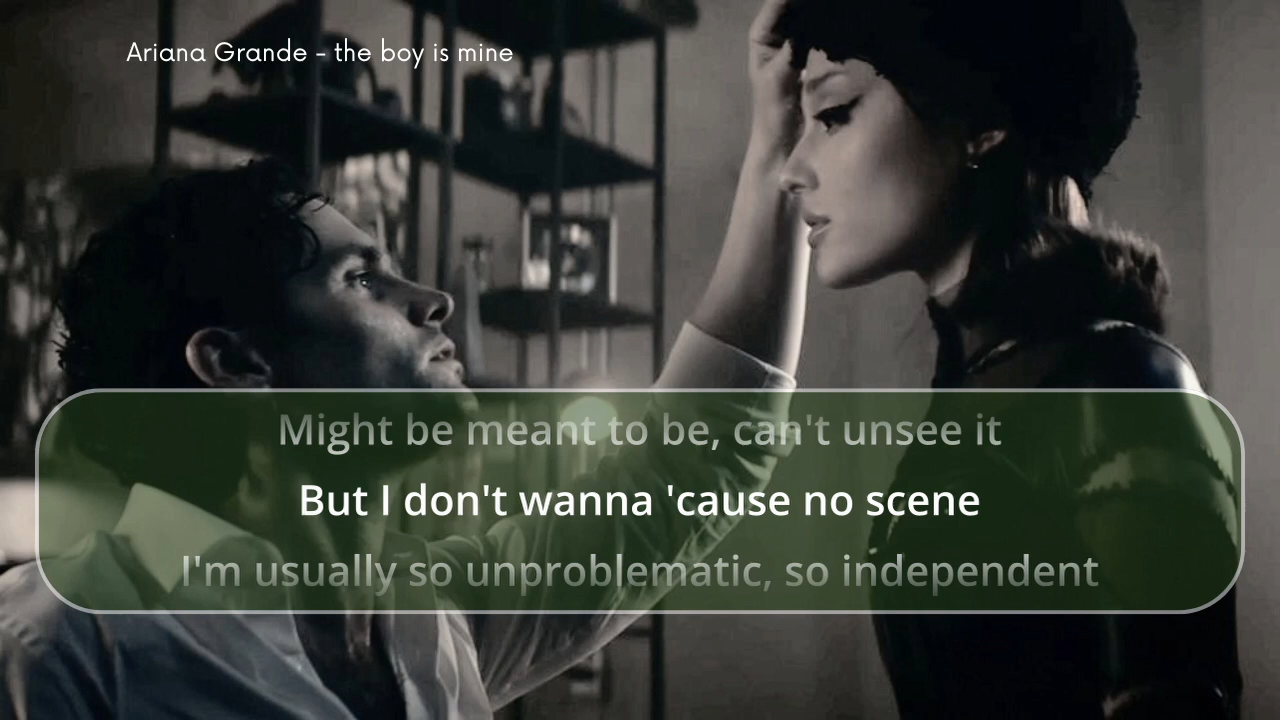 Ariana Grande - the boy is mine
Might be meant to be, can't unsee it
But I don't wanna 'cause no scene
I'm usually so unproblematic, so independent